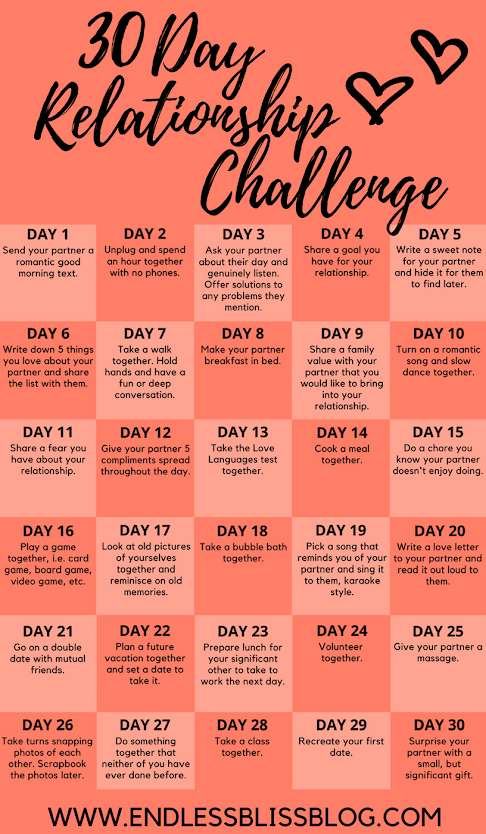 30 Day
Relationship
Challenge
DAY 1
Send your partner a
romantic good
morning text.
DAY 2
Unplug and spend
an hour together
with no phones.
DAY 3
Ask your partner
about their day and
genuinely listen.
Offer solutions to
any problems they
mention.
DAY 4
Share a goal you
have for your
relationship.
DAY 5
Write a sweet note
for your partner
and hide it for them
to find later.
DAY 6
Write down 5 things
you love about your
partner and share
the list with them.
DAY 7
Take a walk
together. Hold
hands and have a
fun or deep
conversation.
DAY 8
Make your partner
breakfast in bed.
DAY 9
Share a family
value with your
partner that you
would like to bring
into your
relationship.
DAY 10
Turn on a romantic
song and slow
dance together.
DAY 11
Share a fear you
have about your
relationship.
DAY 12
Give your partner 5
compliments spread
throughout the day.
DAY 13
Take the Love
Languages test
together.
DAY 14
Cook a meal
together.
DAY 15
Do a chore you
know your partner
doesn't enjoy doing.
DAY 16
Play a game
together, i.e. card
game, board game,
video game, etc.
DAY 17
Look at old pictures
of yourselves
together and
reminisce on old
memories.
DAY 18
Take a bubble bath
together.
DAY 19
Pick a song that
reminds you of your
partner and sing it
to them, karaoke
style.
DAY 20
Write a love letter
to your partner and
read it out loud to
them.
DAY 21
Go on a double
date with mutual
friends.
DAY 22
Plan a future
vacation together
and set a date to
take it.
DAY 23
Prepare lunch for
your significant
other to take to
work the next day.
DAY 24
Volunteer
together.
DAY 25
Give your partner a
massage.
DAY 26
Take turns snapping
photos of each
other. Scrapbook
the photos later.
DAY 27
Do something
together that
neither of you have
ever done before.
DAY 28
Take a class
together.
DAY 29
Recreate your first
date.
DAY 30
Surprise your
partner with a
small, but
significant gift.
WWW.ENDLESSBLISSBLOG.COM